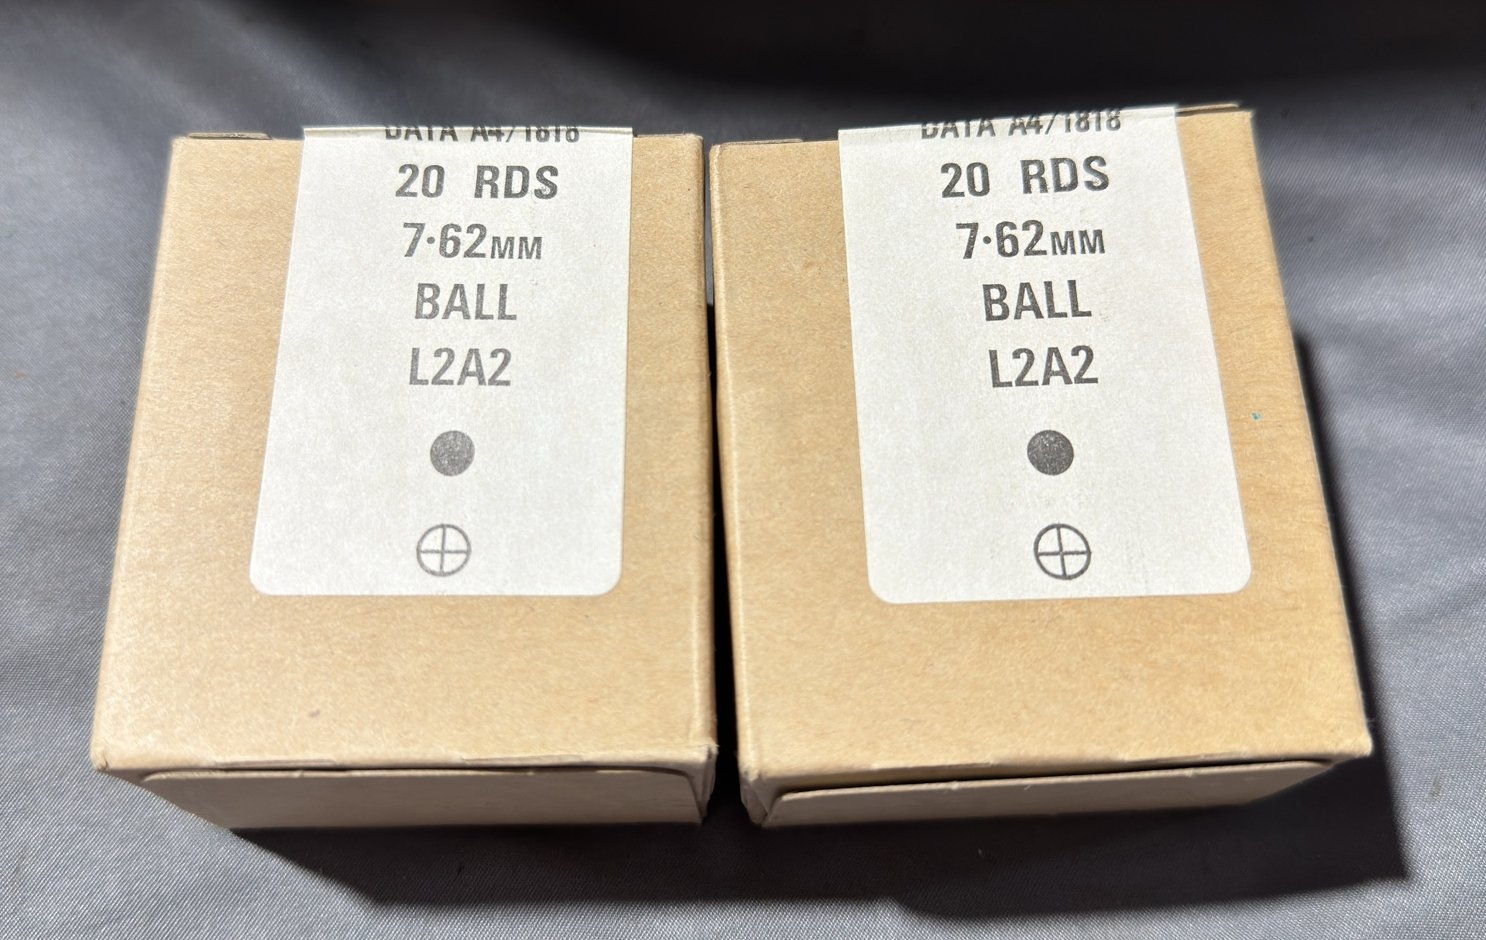 DATA A4/1818
20 RDS
7·62MM
BALL
L2A2
DATA A4/1818
20 RDS
7·62MM
BALL
L2A2